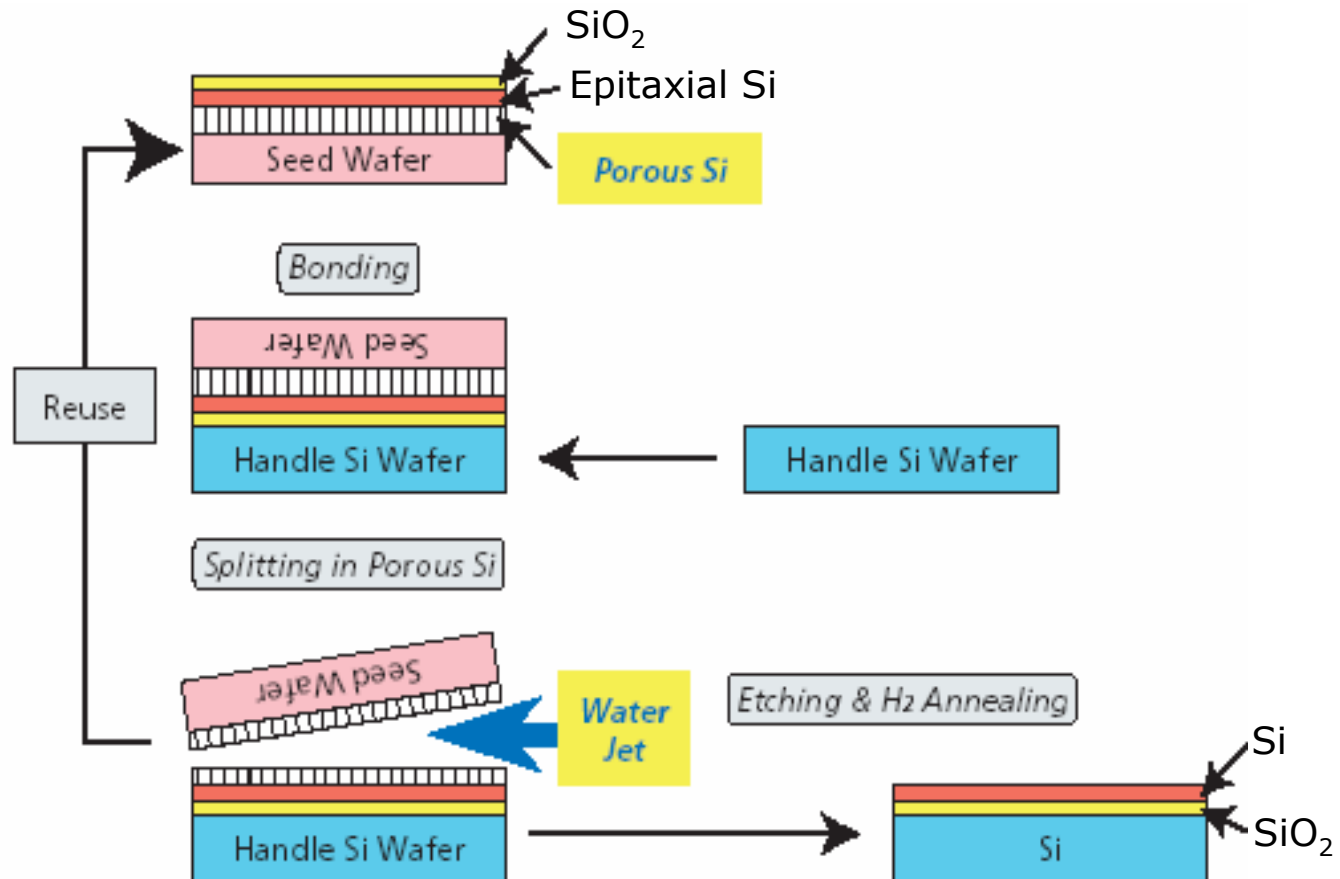 SiO₂
Epitaxial Si
Porous Si
Seed Wafer
Bonding
Seed Wafer
Reuse
Handle Si Wafer
Handle Si Wafer
Splitting in Porous Si
Seed Wafer
Water
Jet
Etching & H₂ Annealing
Si
SiO₂
Handle Si Wafer
Si